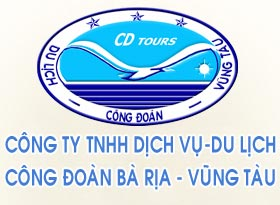 CD TOURS
DU LỊCH
CÔNG ĐOÀN
VŨNG TÀU
CÔNG TY TNHH DỊCH VỤ-DU LỊCH
CÔNG ĐOÀN BÀ RỊA - VŨNG TÀU